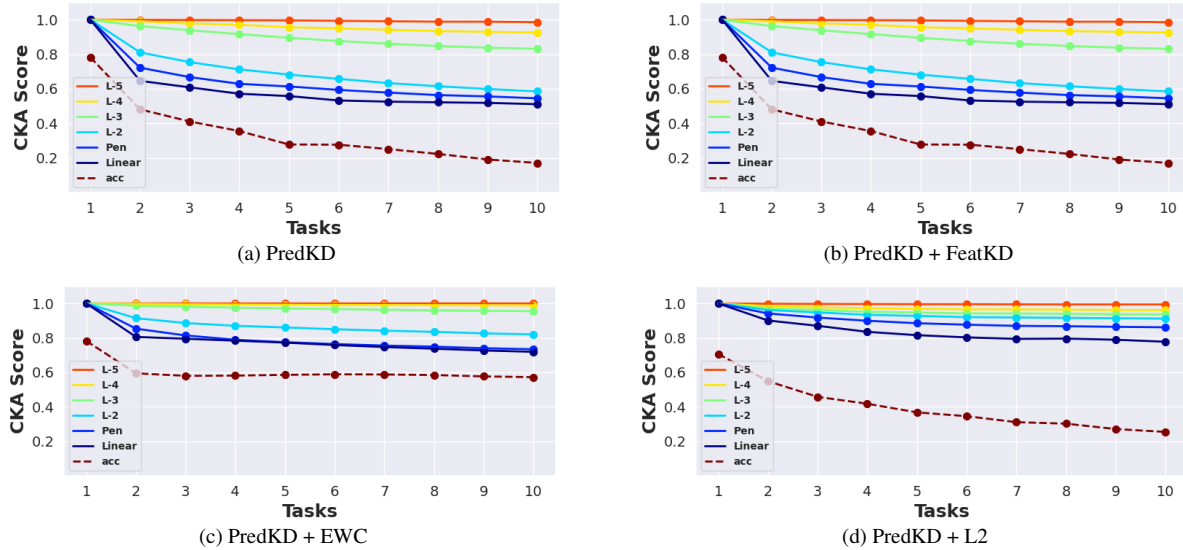 CKA Score
1.0
0.8
0.6
0.4
0.2
L-5
L-4
L-3
L-2
Pen
Linear
acc
1 2 3 4 5 6 7 8 9 10
Tasks
(a) PredKD
CKA Score
1.0
0.8
0.6
0.4
0.2
L-5
L-4
L-3
L-2
Pen
Linear
acc
1 2 3 4 5 6 7 8 9 10
Tasks
(b) PredKD + FeatKD
CKA Score
1.0
0.8
0.6
0.4
0.2
L-5
L-4
L-3
L-2
Pen
Linear
acc
1 2 3 4 5 6 7 8 9 10
Tasks
(c) PredKD + EWC
CKA Score
1.0
0.8
0.6
0.4
0.2
L-5
L-4
L-3
L-2
Pen
Linear
acc
1 2 3 4 5 6 7 8 9 10
Tasks
(d) PredKD + L2